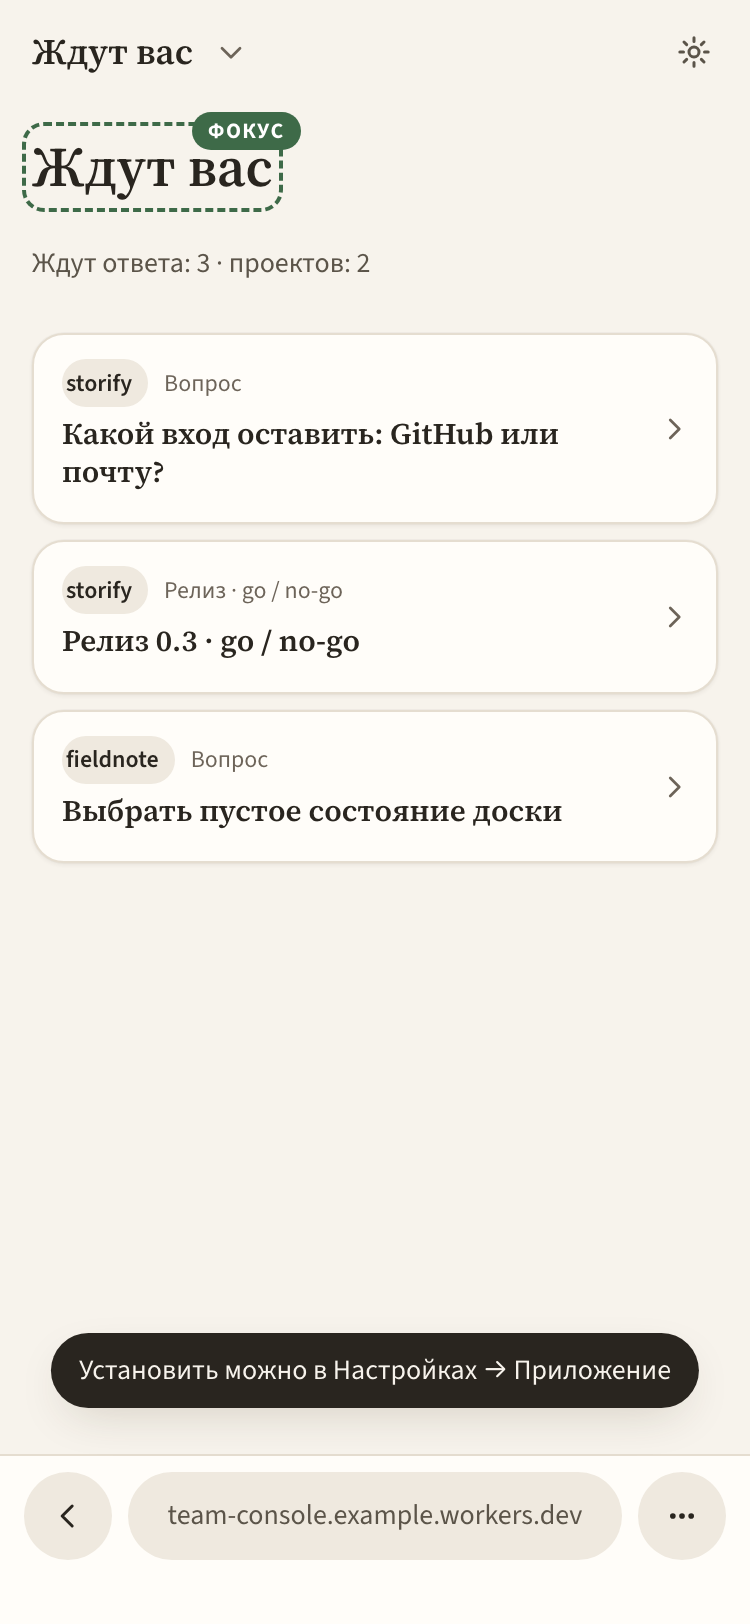 Ждут вас
ФОКУС
Ждут вас
Ждут ответа: 3 · проектов: 2
storify Вопрос
Какой вход оставить: GitHub или
почту?
storify Релиз · go / no-go
Релиз 0.3 · go / no-go
fieldnote Вопрос
Выбрать пустое состояние доски
Установить можно в Настройках → Приложение
team-console.example.workers.dev